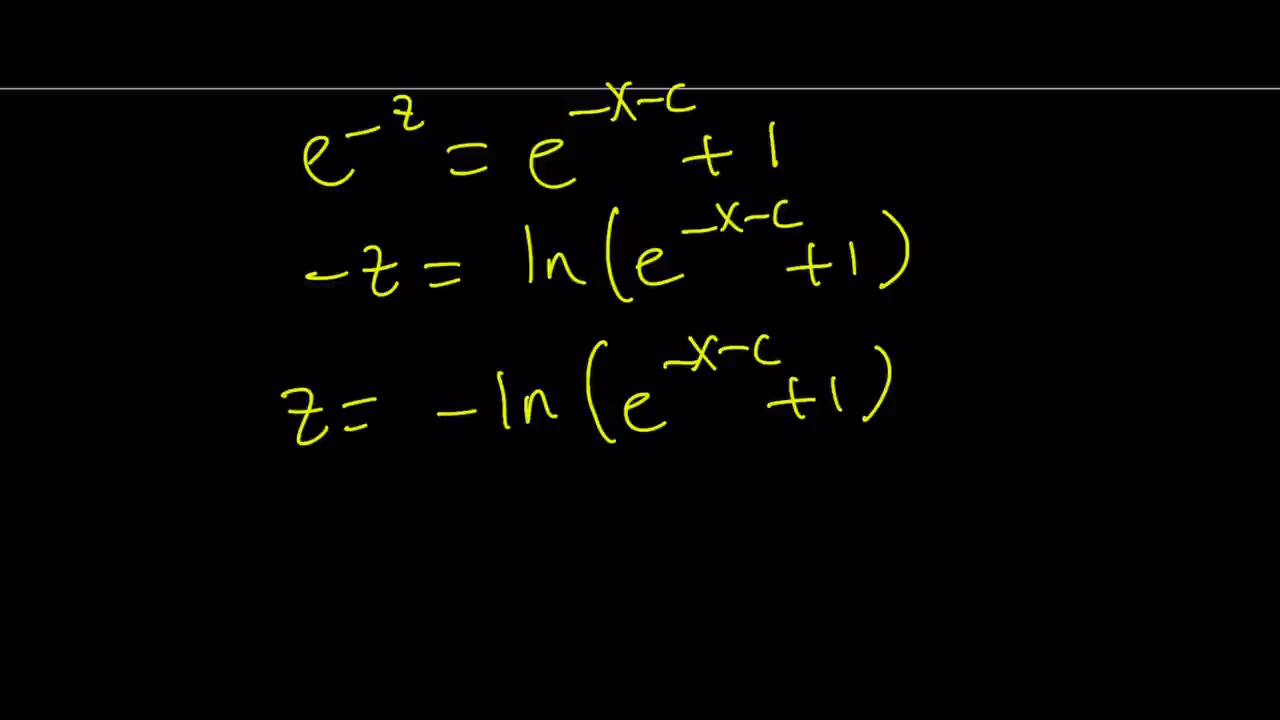 e^{-z} = e^{-x-c} + 1
-z = ln(e^{-x-c} + 1)
z = -ln(e^{-x-c} + 1)